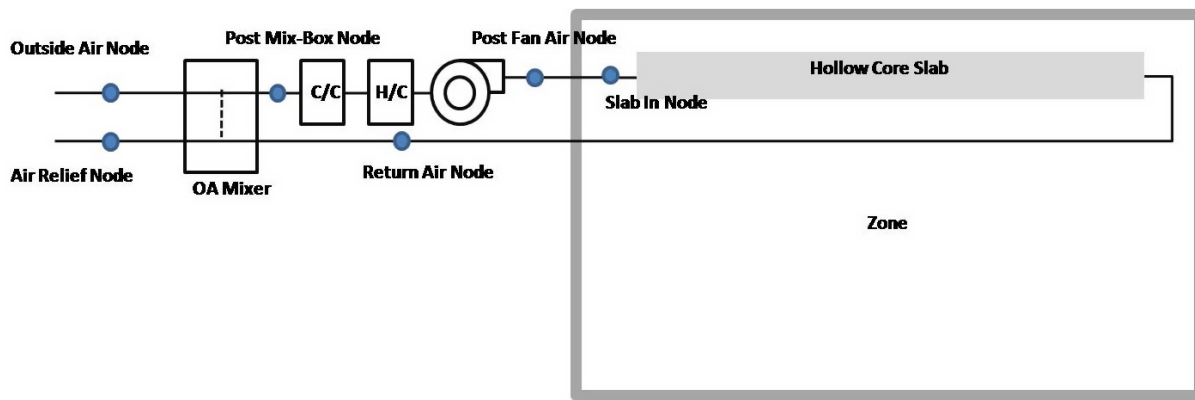 Outside Air Node
Post Mix-Box Node
Post Fan Air Node
C/C
H/C
Hollow Core Slab
Slab In Node
Air Relief Node
OA Mixer
Return Air Node
Zone